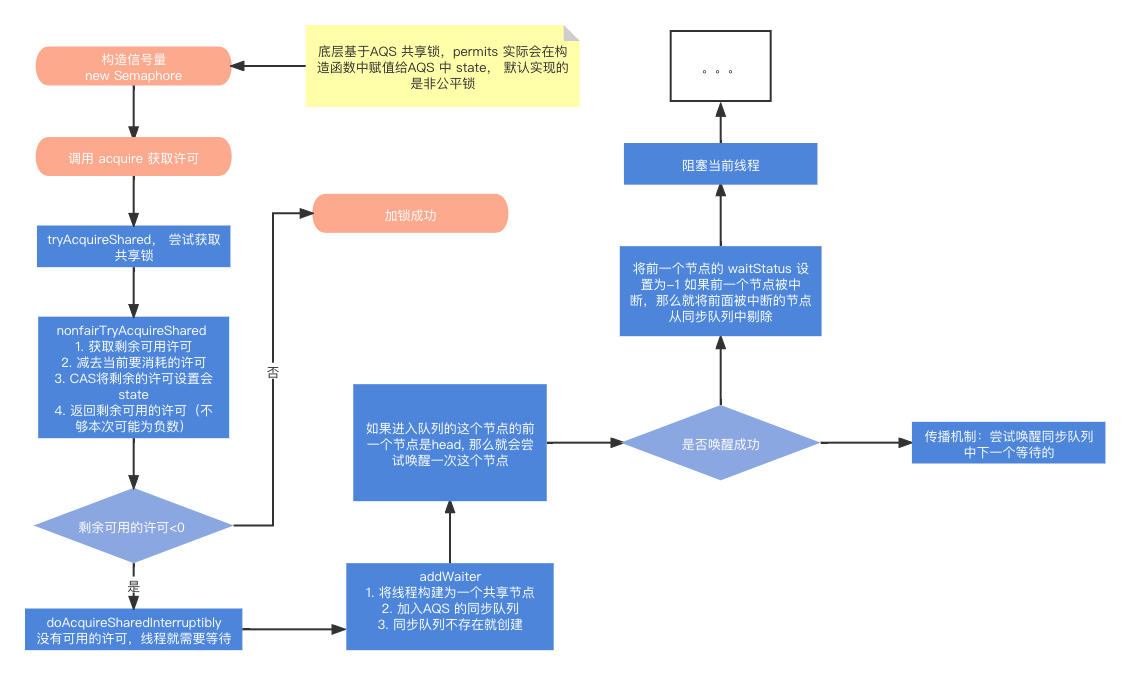 构造信号量
new Semaphore
底层基于AQS 共享锁，permits 实际会在构
造函数中赋值给AQS 中 state， 默认实现的
是非公平锁
调用 acquire 获取许可
tryAcquireShared， 尝试获取
共享锁
nonfairTryAcquireShared
1. 获取剩余可用许可
2. 减去当前要消耗的许可
3. CAS将剩余的许可设置会
state
4. 返回剩余可用的许可（不
够本次可能为负数）
剩余可用的许可<0
否
加锁成功
是
doAcquireSharedInterruptibly
没有可用的许可，线程就需要等待
addWaiter
1. 将线程构建为一个共享节点
2. 加入AQS 的同步队列
3. 同步队列不存在就创建
如果进入队列的这个节点的前
一个节点是head, 那么就会尝
试唤醒一次这个节点
是否唤醒成功
传播机制：尝试唤醒同步队列
中下一个等待的
将前一个节点的 waitStatus 设
置为-1 如果前一个节点被中
断，那么就将前面被中断的节点
从同步队列中剔除
阻塞当前线程
。。。